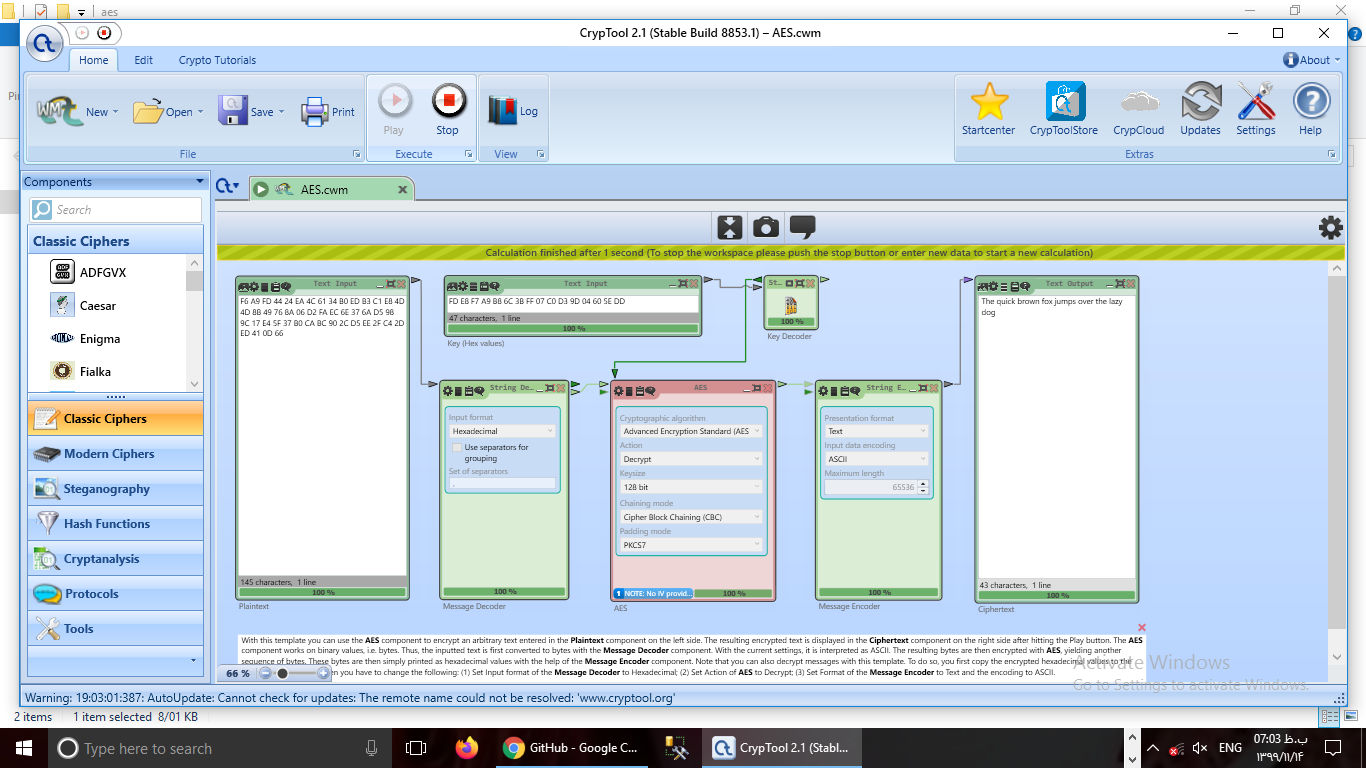 aes
CrypTool 2.1 (Stable Build 8853.1) – AES.cwm
Home Edit Crypto Tutorials About
New Open Save Print Play Stop Log Startcenter CrypToolStore CrypCloud Updates Settings Help
File Execute View Extras
Components
AES.cwm
Search
Classic Ciphers
ADFGVX
Caesar
Enigma
Fialka
Classic Ciphers
Modern Ciphers
Steganography
Hash Functions
Cryptanalysis
Protocols
Tools
Calculation finished after 1 second (To stop the workspace please push the stop button or enter new data to start a new calculation)
Text Input
F6 A9 FD 44 24 EA 4C 61 34 B0 ED B3 C1 E8 4D
4D 8B 49 76 8A 06 D2 FA EC 6E 37 6A D5 98
9C 17 E4 5F 37 B0 CA BC 90 2C D5 EE 2F C4 2D
ED 41 0D 66
145 characters, 1 line
100 %
Plaintext
Text Input
FD E8 F7 A9 B8 6C 3B FF 07 C0 D3 9D 04 60 5E DD
47 characters, 1 line
100 %
Key (Hex values)
St...
100 %
Key Decoder
String De...
Input format
Hexadecimal
Use separators for
grouping
Set of separators
,
100 %
Message Decoder
AES
Cryptographic algorithm
Advanced Encryption Standard (AES
Action
Decrypt
Keysize
128 bit
Chaining mode
Cipher Block Chaining (CBC)
Padding mode
PKCS7
1 NOTE: No IV provid... 100 %
AES
String E...
Presentation format
Text
Input data encoding
ASCII
Maximum length
65536
100 %
Message Encoder
Text Output
The quick brown fox jumps over the lazy
dog
43 characters, 1 line
100 %
Ciphertext
With this template you can use the AES component to encrypt an arbitrary text entered in the Plaintext component on the left side. The resulting encrypted text is displayed in the Ciphertext component on the right side after hitting the Play button. The AES
component works on binary values, i.e. bytes. Thus, the inputted text is first converted to bytes with the Message Decoder component. With the current settings, it is interpreted as ASCII. The resulting bytes are then encrypted with AES, yielding another
sequence of bytes. These bytes are then simply printed as hexadecimal values with the help of the Message Encoder component. Note that you can also decrypt messages with this template. To do so, you first copy the encrypted hexadecimal values to the
n you have to change the following: (1) Set Input format of the Message Decoder to Hexadecimal; (2) Set Action of AES to Decrypt; (3) Set Format of the Message Encoder to Text and the encoding to ASCII.
66 %
Activate Windows
Go to Settings to activate Windows.
Warning: 19:03:01:387: AutoUpdate: Cannot check for updates: The remote name could not be resolved: 'www.cryptool.org'
2 items 1 item selected 8/01 KB
Type here to search
GitHub - Google C...
CrypTool 2.1 (Stabl...
ENG
07:03 ب.ظ
۱۳۹۹/۱۱/۱۴